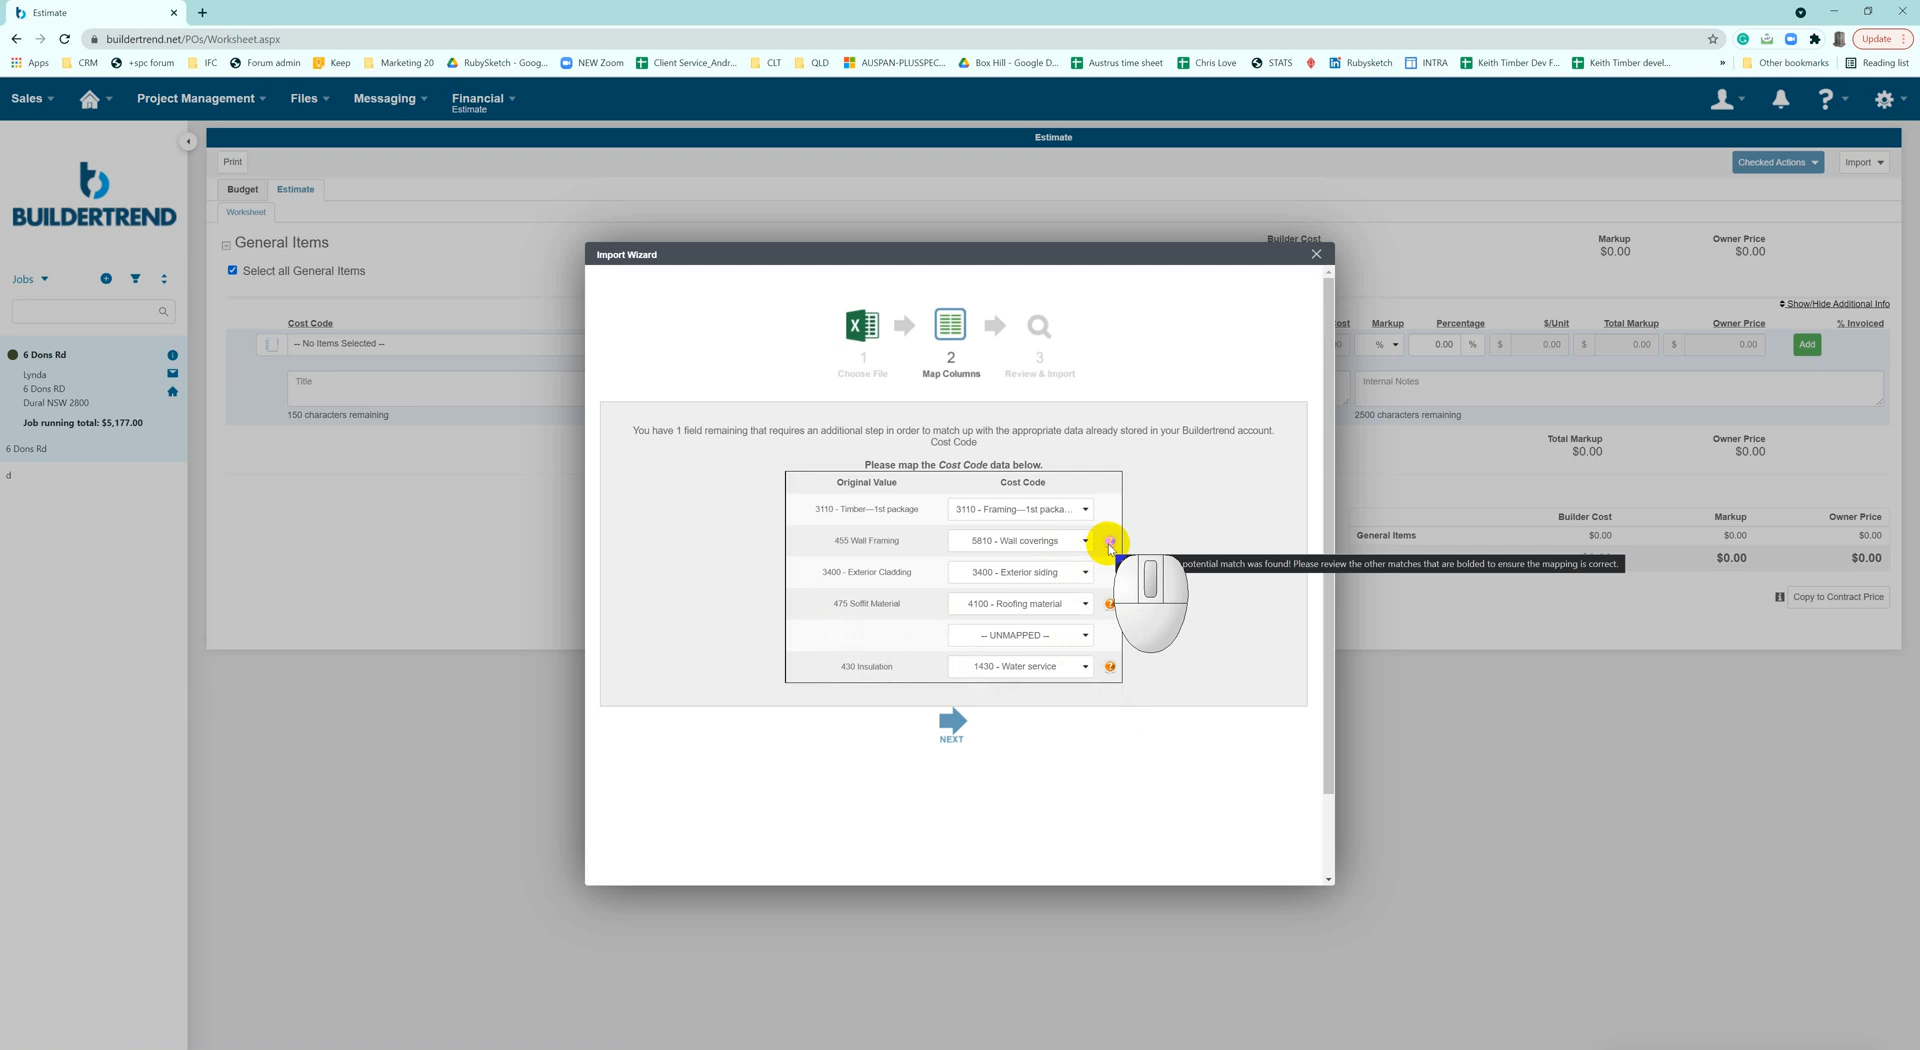 Estimate
buildertrend.net/POs/Worksheet.aspx
Update
Apps
CRM
+spc forum
IFC
Forum admin
Keep
Marketing 20
RubySketch - Goog...
NEW Zoom
Client Service_Andr...
CLT
QLD
AUSPAN-PLUSSPEC...
Box Hill - Google D...
Austrus time sheet
Chris Love
STATS
Rubysketch
INTRA
Keith Timber Dev F...
Keith Timber devel...
»
Other bookmarks
Reading list
Sales
Project Management
Files
Messaging
Financial
Estimate
Estimate
Print
Checked Actions
Import
Budget
Estimate
Worksheet
BUILDERTREND
General Items
Builder Cost
Markup
$0.00
Owner Price
$0.00
Select all General Items
Jobs
Show/Hide Additional Info
Cost Code
ost
Markup
Percentage
$/Unit
Total Markup
Owner Price
% Invoiced
-- No Items Selected --
%
0.00
%
$
0.00
$
0.00
$
0.00
Add
Title
Internal Notes
150 characters remaining
2500 characters remaining
6 Dons Rd
Lynda
6 Dons RD
Dural NSW 2800
Job running total: $5,177.00
6 Dons Rd
d
Total Markup
$0.00
Owner Price
$0.00
Builder Cost
Markup
Owner Price
General Items
$0.00
$0.00
$0.00
$0.00
$0.00
Copy to Contract Price
Import Wizard
1
Choose File
2
Map Columns
3
Review & Import
You have 1 field remaining that requires an additional step in order to match up with the appropriate data already stored in your Buildertrend account.
Cost Code
Please map the Cost Code data below.
Original Value
Cost Code
3110 - Timber—1st package
3110 - Framing—1st packa...
455 Wall Framing
5810 - Wall coverings
potential match was found! Please review the other matches that are bolded to ensure the mapping is correct.
3400 - Exterior Cladding
3400 - Exterior siding
475 Soffit Material
4100 - Roofing material
-- UNMAPPED --
430 Insulation
1430 - Water service
NEXT